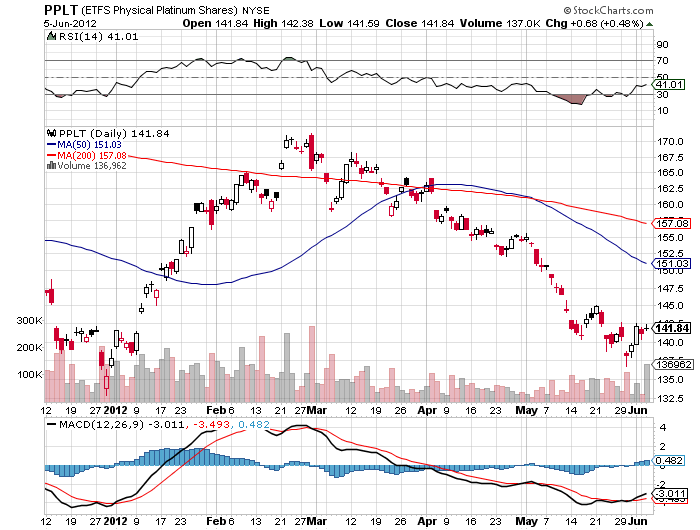 PPLT (ETFS Physical Platinum Shares) NYSE
© StockCharts.com
5-Jun-2012
Open 141.84 High 142.38 Low 141.59 Close 141.84 Volume 137.0K Chg +0.68 (+0.48%)
RSI(14) 41.01
90
70
50
41.01
30
10
PPLT (Daily) 141.84
MA(50) 151.03
MA(200) 157.08
Volume 136,962
170.0
167.5
165.0
162.5
160.0
157.08
155.0
152.5
151.03
150.0
147.5
145.0
141.84
140.0
137.5
136962
135.0
132.5
300K
200K
100K
12 19 27 2012 9 17 23 Feb 6 13 21 27 Mar 12 19 26 Apr 9 16 23 May 7 14 21 29 Jun
MACD(12,26,9) -3.011, -3.493, 0.482
4
2
0.482
-2
-3.011
-3.493
12 19 27 2012 9 17 23 Feb 6 13 21 27 Mar 12 19 26 Apr 9 16 23 May 7 14 21 29 Jun